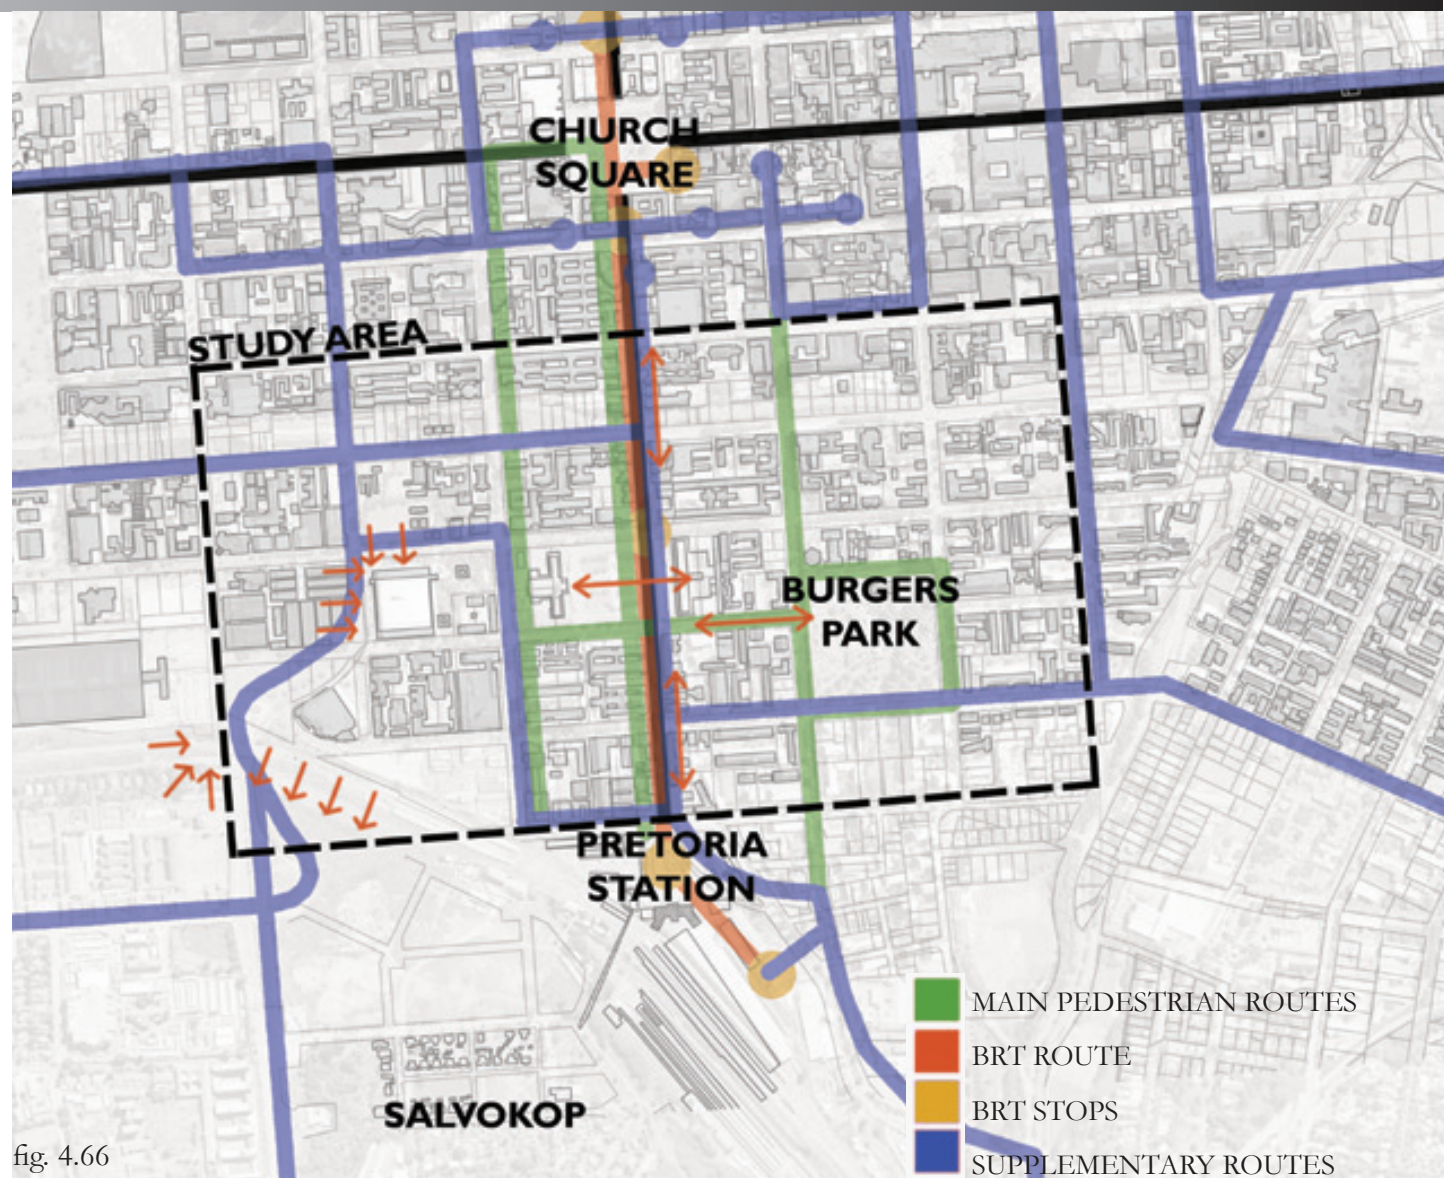 CHURCH
SQUARE
STUDY AREA
BURGERS
PARK
PRETORIA
STATION
SALVOKOP
MAIN PEDESTRIAN ROUTES
BRT ROUTE
BRT STOPS
SUPPLEMENTARY ROUTES
fig. 4.66